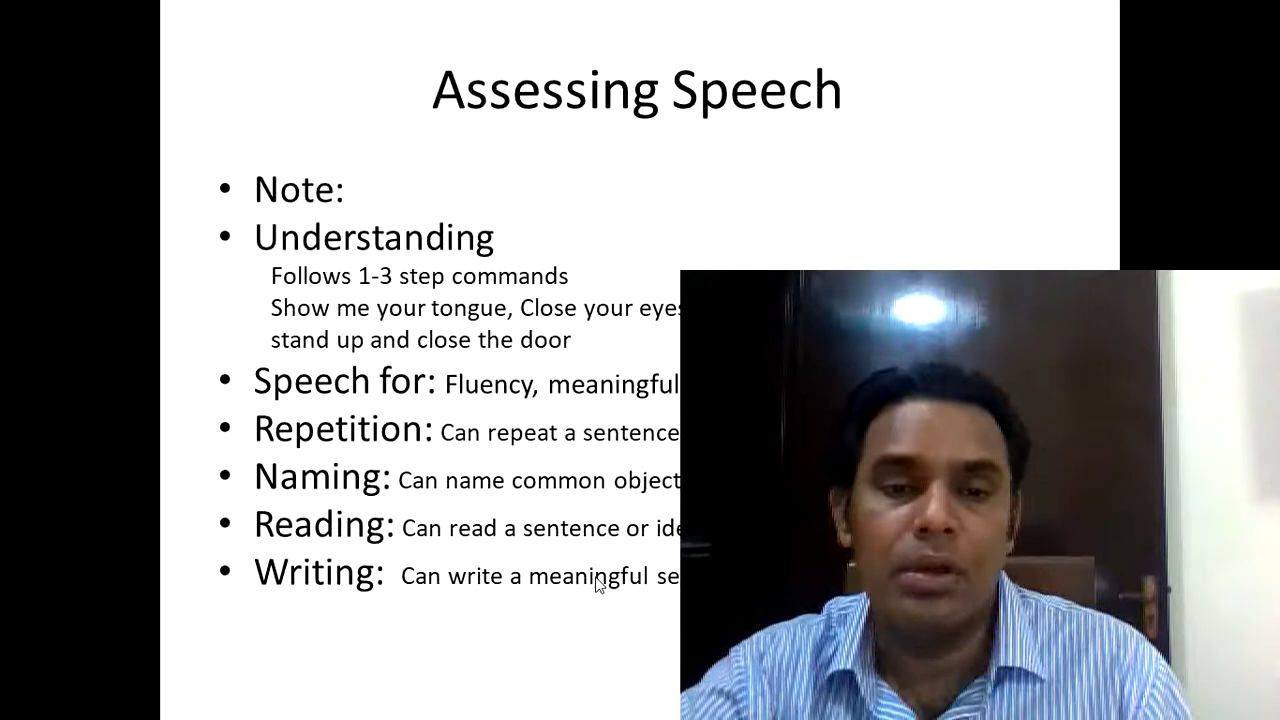 Assessing Speech
• Note:
• Understanding
Follows 1-3 step commands
Show me your tongue, Close your eyes
stand up and close the door
• Speech for: Fluency, meaningful
• Repetition: Can repeat a sentence
• Naming: Can name common object
• Reading: Can read a sentence or
• Writing: Can write a meaningful